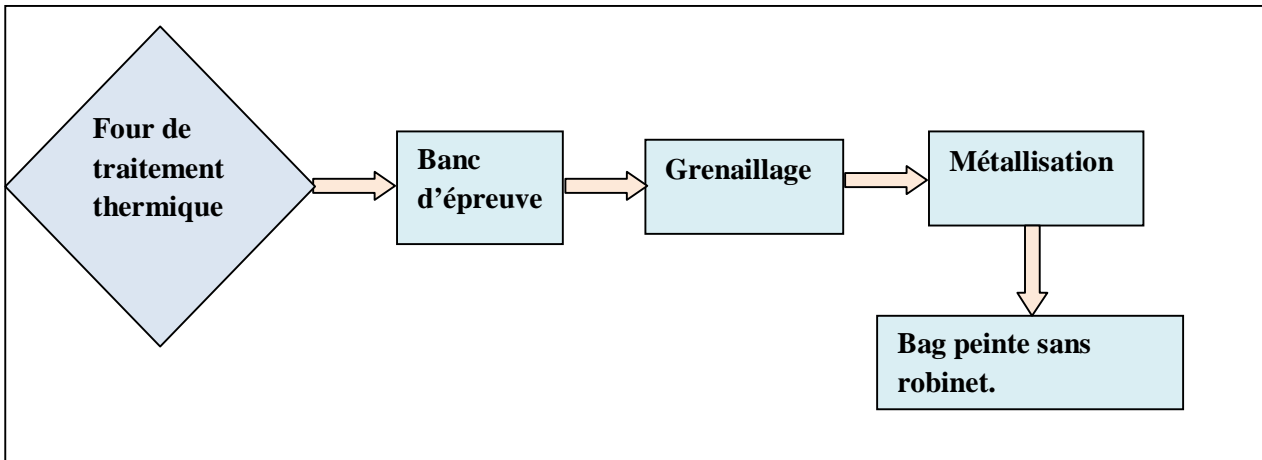 Four de
traitement
thermique
Banc
d’épreuve
Grenaillage
Métallisation
Bag peinte sans
robinet.